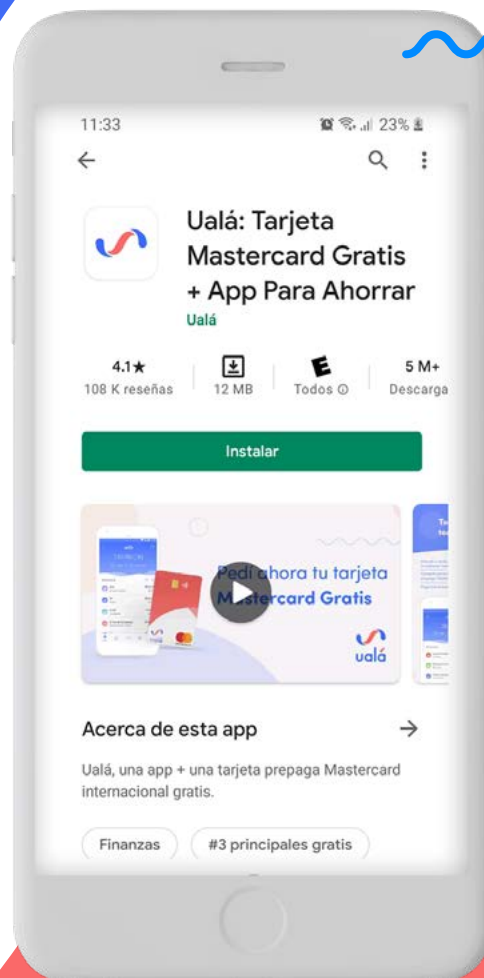 11:33
23%
Ualá: Tarjeta
Mastercard Gratis
+ App Para Ahorrar
Ualá
4.1★
108 K reseñas
12 MB
E
Todos
5 M+
Descarga
Instalar
Pedí ahora tu tarjeta
Mastercard Gratis
ualá
Acerca de esta app
Ualá, una app + una tarjeta prepaga Mastercard
internacional gratis.
Finanzas
#3 principales gratis